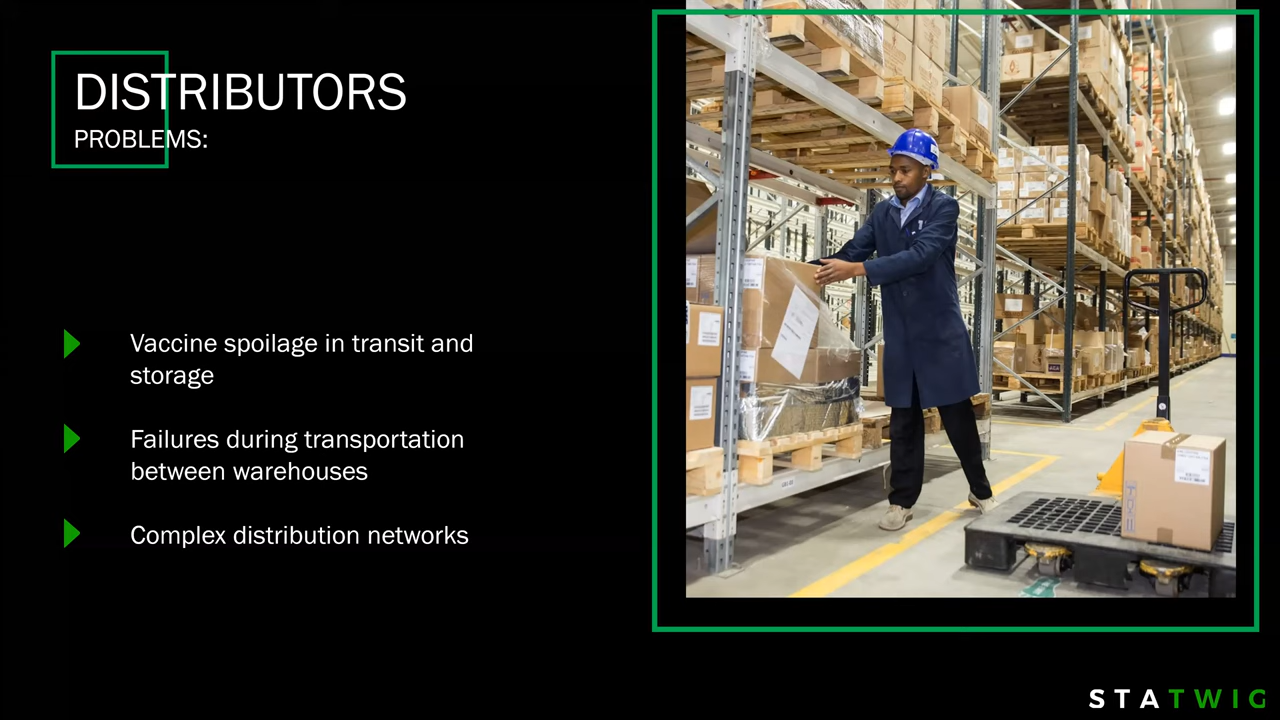 DISTRIBUTORS
PROBLEMS:
Vaccine spoilage in transit and
storage
Failures during transportation
between warehouses
Complex distribution networks
STATWIG